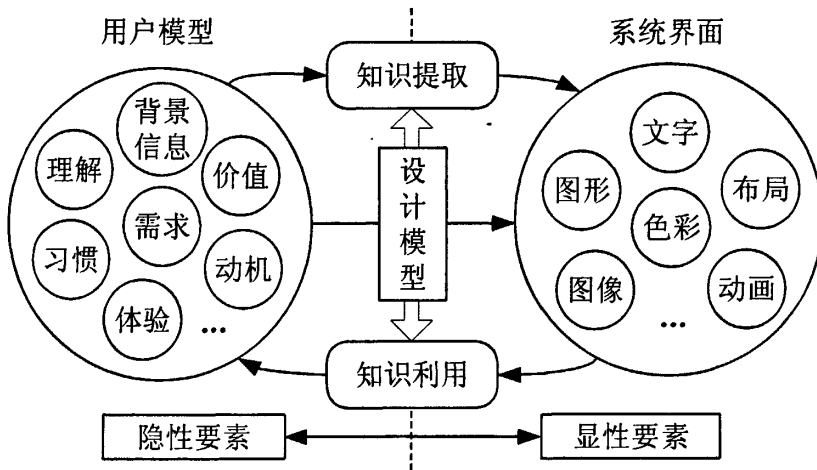 用户模型
系统界面
知识提取
背景
信息
理解
价值
需求
习惯
动机
体验
...
设计模型
文字
图形
布局
色彩
图像
动画
...
知识利用
隐性要素
显性要素